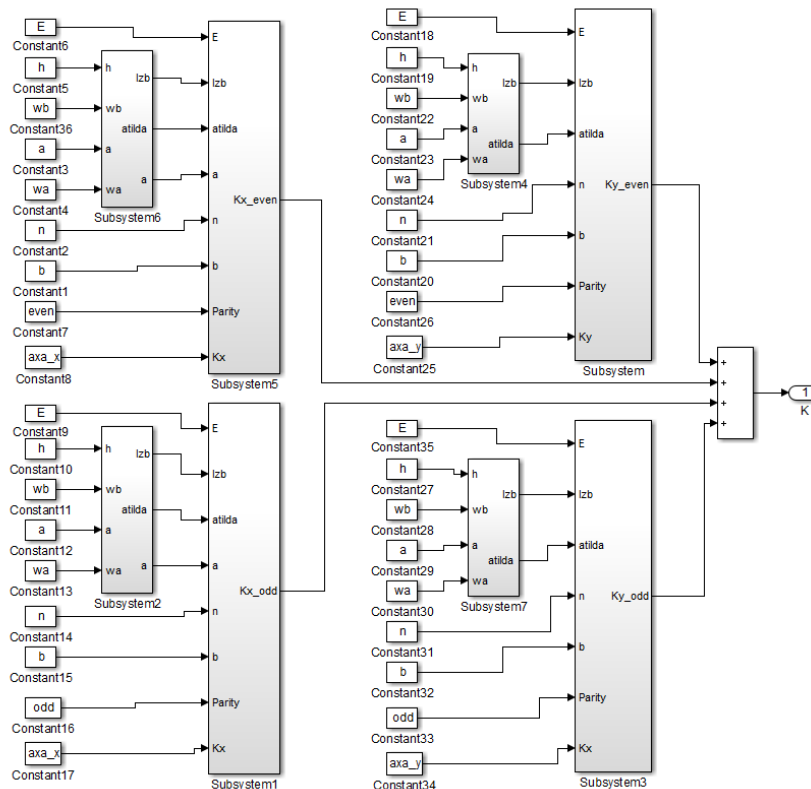 E
Constant6
h
Constant5
wb
Constant36
a
Constant3
wa
Constant4
n
Constant2
b
Constant1
even
Constant7
axa_x
Constant8
h
wb
a
wa
Izb
atilda
a
Subsystem6
E
Izb
atilda
a
n
b
Parity
Kx
Kx_even
Subsystem5
E
Constant18
h
Constant19
wb
Constant22
a
Constant23
wa
Constant24
n
Constant21
b
Constant20
even
Constant26
axa_y
Constant25
h
wb
a
wa
Izb
atilda
Subsystem4
E
Izb
atilda
n
b
Parity
Ky
Ky_even
Subsystem
E
Constant9
h
Constant10
wb
Constant11
a
Constant12
wa
Constant13
n
Constant14
b
Constant15
odd
Constant16
axa_x
Constant17
h
wb
a
wa
Izb
atilda
a
Subsystem2
E
Izb
atilda
a
n
b
Parity
Kx
Kx_odd
Subsystem1
E
Constant35
h
Constant27
wb
Constant28
a
Constant29
wa
Constant30
n
Constant31
b
Constant32
odd
Constant33
axa_y
Constant34
h
wb
a
wa
Izb
atilda
Subsystem7
E
Izb
atilda
n
b
Parity
Kx
Ky_odd
Subsystem3
+
+
+
+
1
K